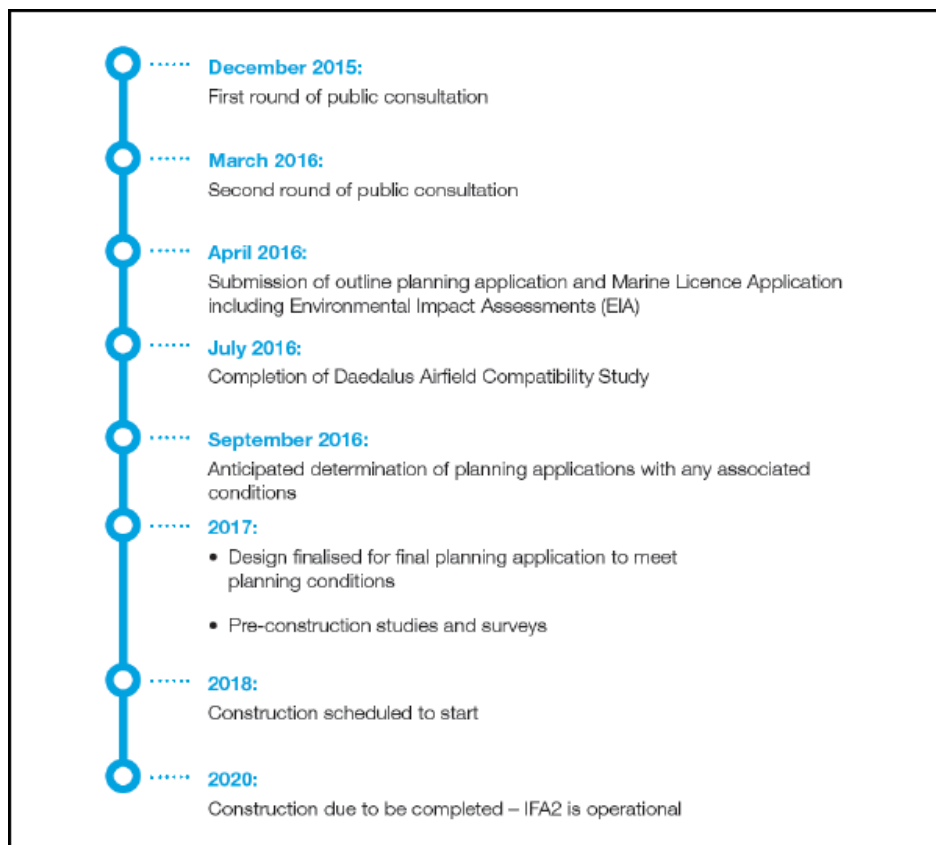 December 2015:
First round of public consultation
March 2016:
Second round of public consultation
April 2016:
Submission of outline planning application and Marine Licence Application
including Environmental Impact Assessments (EIA)
July 2016:
Completion of Daedalus Airfield Compatibility Study
September 2016:
Anticipated determination of planning applications with any associated
conditions
2017:
• Design finalised for final planning application to meet
planning conditions
• Pre-construction studies and surveys
2018:
Construction scheduled to start
2020:
Construction due to be completed – IFA2 is operational